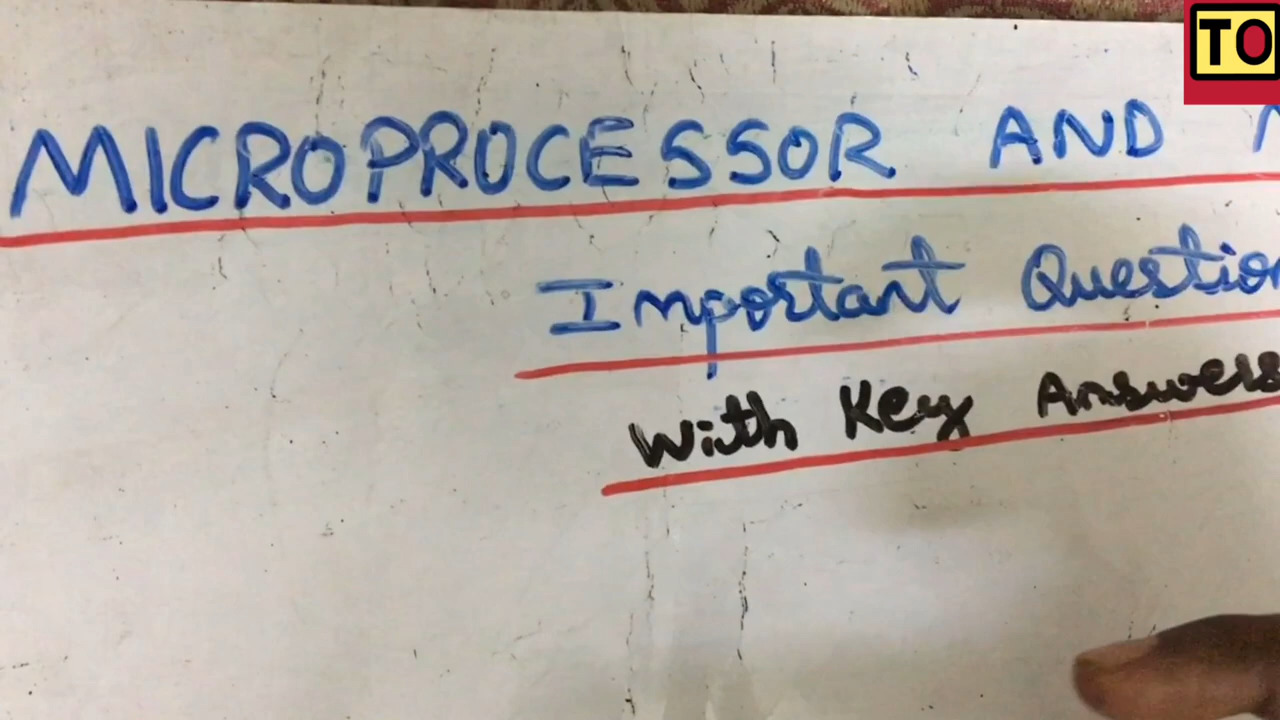 TO
MICROPROCESSOR AND
Important Question
With Key Answers